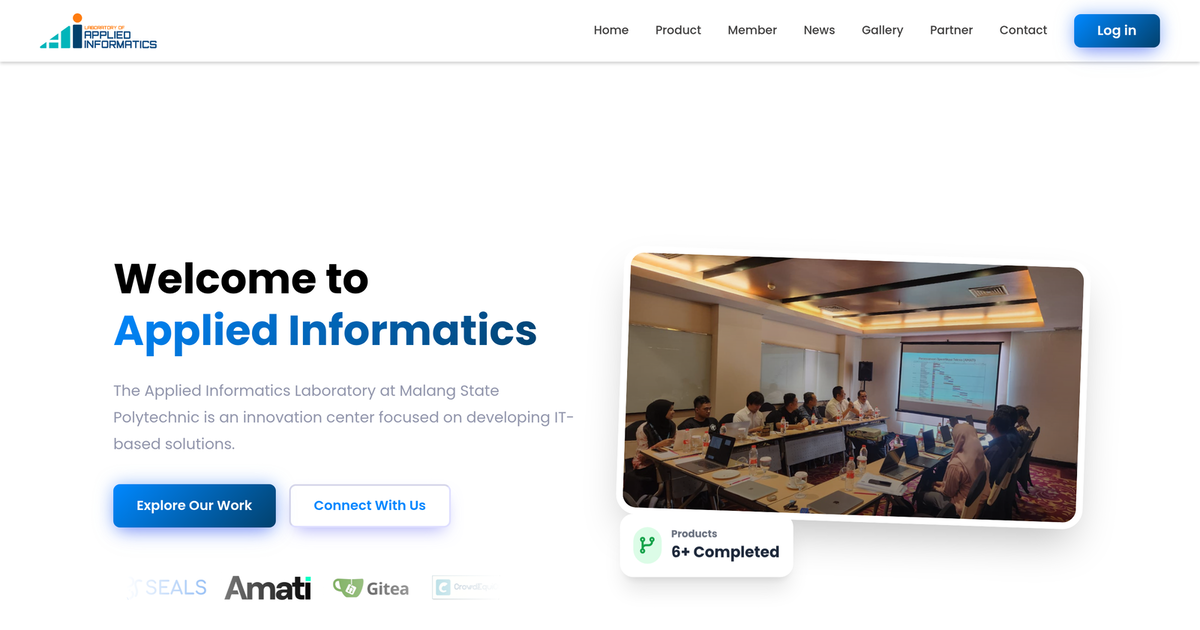 LABORATORY OF
APPLIED
INFORMATICS
Home
Product
Member
News
Gallery
Partner
Contact
Log in
Welcome to
Applied Informatics
The Applied Informatics Laboratory at Malang State
Polytechnic is an innovation center focused on developing IT-
based solutions.
Explore Our Work
Connect With Us
SEALS
Amati
Gitea
Products
6+ Completed